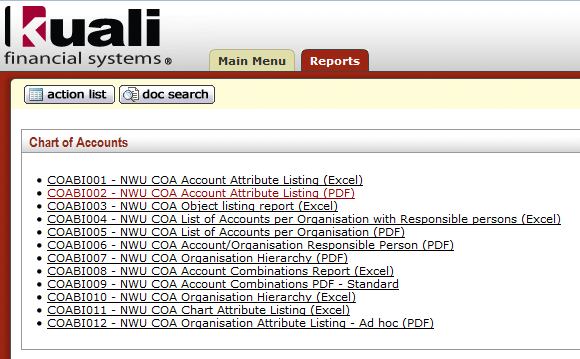 kuali
financial systems ®
Main Menu
Reports
action list
doc search
Chart of Accounts
COABI001 - NWU COA Account Attribute Listing (Excel)
COABI002 - NWU COA Account Attribute Listing (PDF)
COABI003 - NWU COA Object listing report (Excel)
COABI004 - NWU COA List of Accounts per Organisation with Responsible persons (Excel)
COABI005 - NWU COA List of Accounts per Organisation (PDF)
COABI006 - NWU COA Account/Organisation Responsible Person (PDF)
COABI007 - NWU COA Organisation Hierarchy (PDF)
COABI008 - NWU COA Account Combinations Report (Excel)
COABI009 - NWU COA Account Combinations PDF - Standard
COABI010 - NWU COA Organisation Hierarchy (Excel)
COABI011 - NWU COA Chart Attribute Listing (Excel)
COABI012 - NWU COA Organisation Attribute Listing - Ad hoc (PDF)